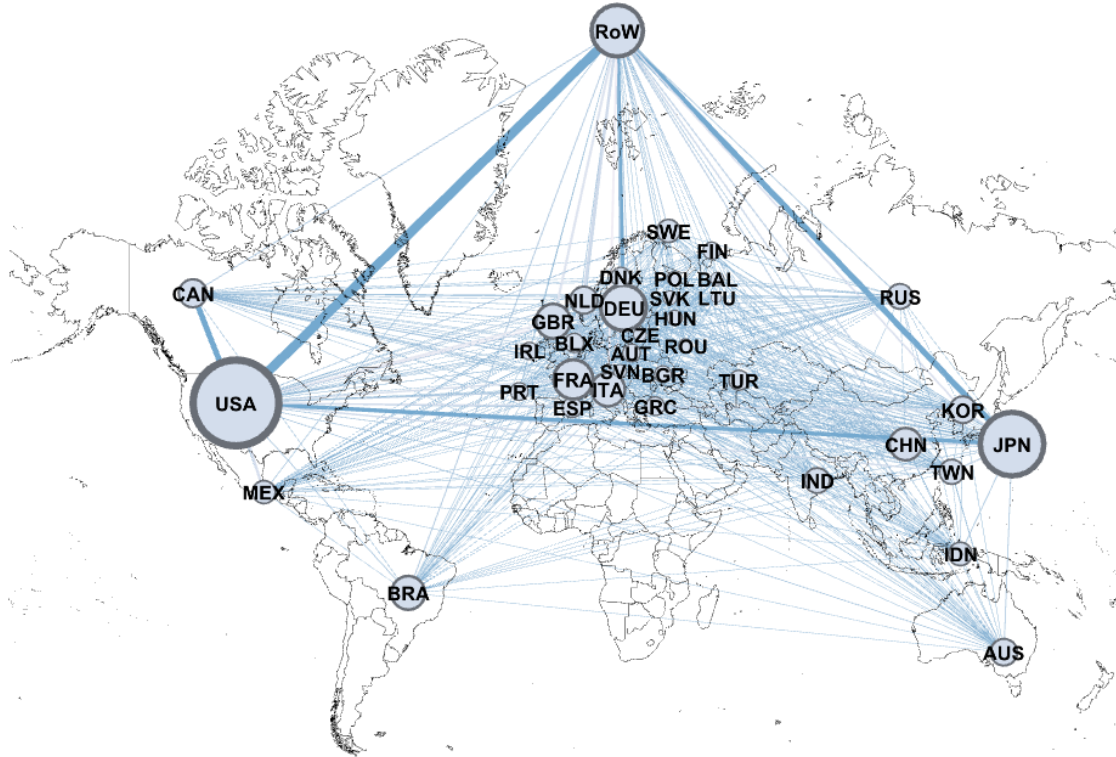 RoW
SWE
FIN
DNK
POL
BAL
CAN
NLD
DEU
SVK
LTU
RUS
GBR
HUN
CZE
IRL
BLX
AUT
ROU
SVN
BGR
PRT
FRA
ITA
TUR
USA
ESP
GRC
KOR
CHN
JPN
MEX
IND
TWN
IDN
BRA
AUS